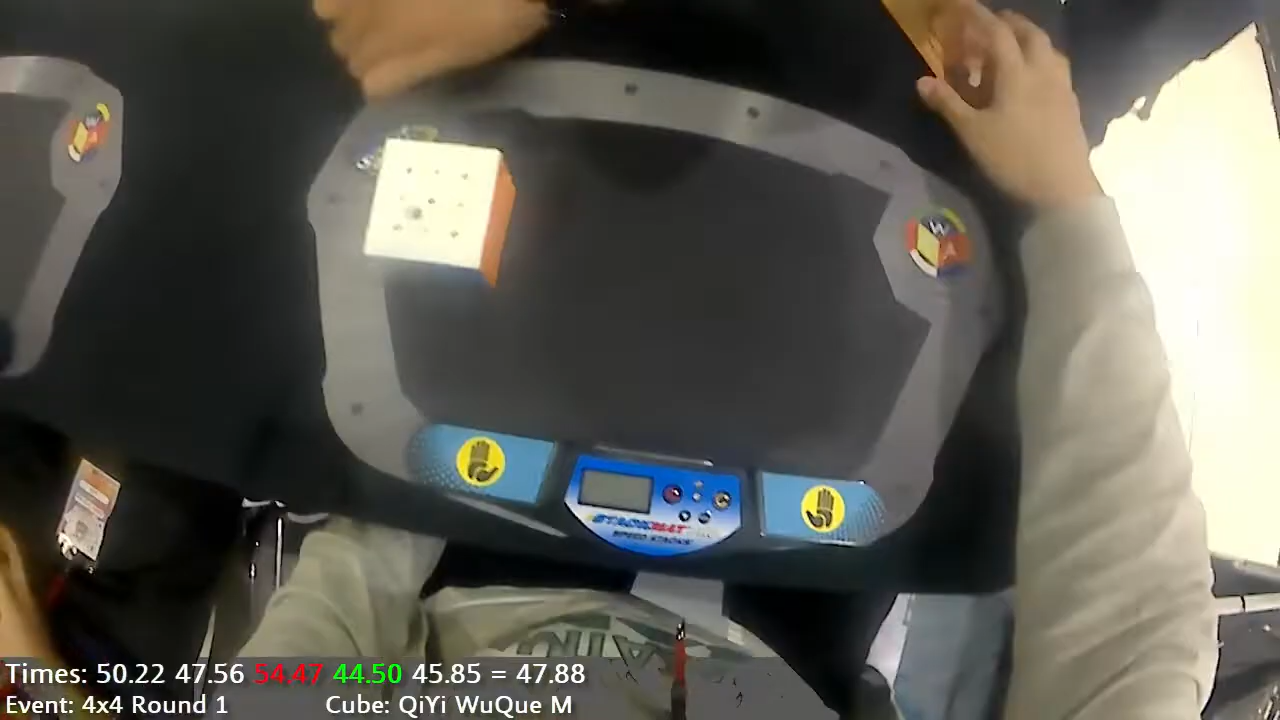 W
A
STACKMAT
SPEED STACKS
Times: 50.22 47.56 54.47 44.50 45.85 = 47.88
Event: 4x4 Round 1 Cube: QiYi WuQue M